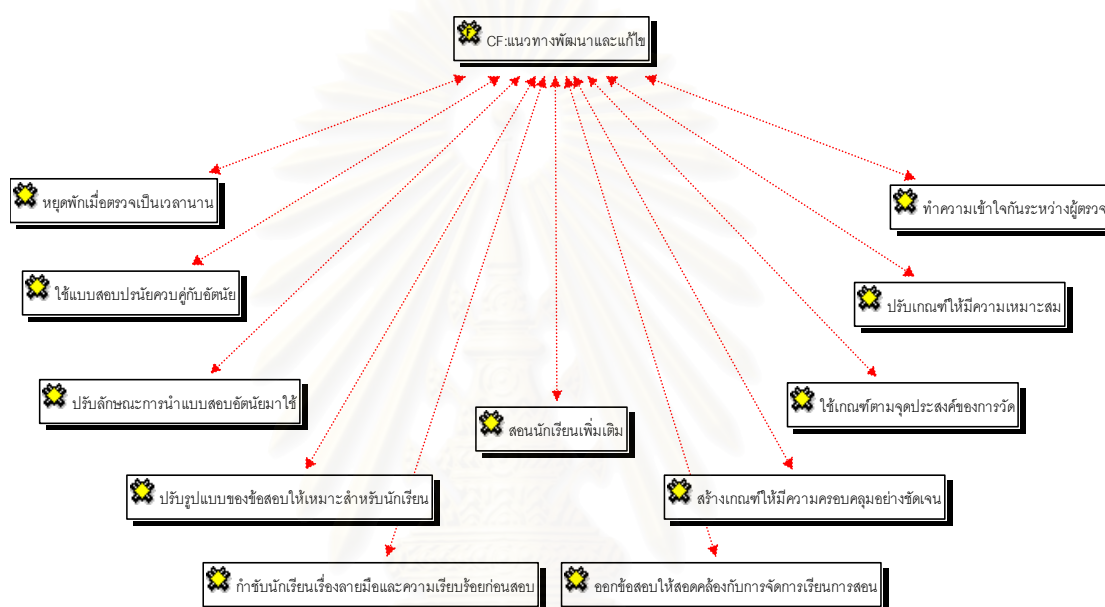 CF:แนวทางพัฒนาและแก้ไข
หยุดพักเมื่อตรวจเป็นเวลานาน
ทำความเข้าใจกันระหว่างผู้ตรวจ
ใช้แบบสอบปรนัยควบคู่กับอัตนัย
ปรับเกณฑ์ให้มีความเหมาะสม
ปรับลักษณะการนำแบบสอบอัตนัยมาใช้
ใช้เกณฑ์ตามจุดประสงค์ของการวัด
สอนนักเรียนเพิ่มเติม
ปรับรูปแบบของข้อสอบให้เหมาะสำหรับนักเรียน
สร้างเกณฑ์ให้มีความครอบคลุมอย่างชัดเจน
กำชับนักเรียนเรื่องลายมือและความเรียบร้อยก่อนสอบ
ออกข้อสอบให้สอดคล้องกับการจัดการเรียนการสอน